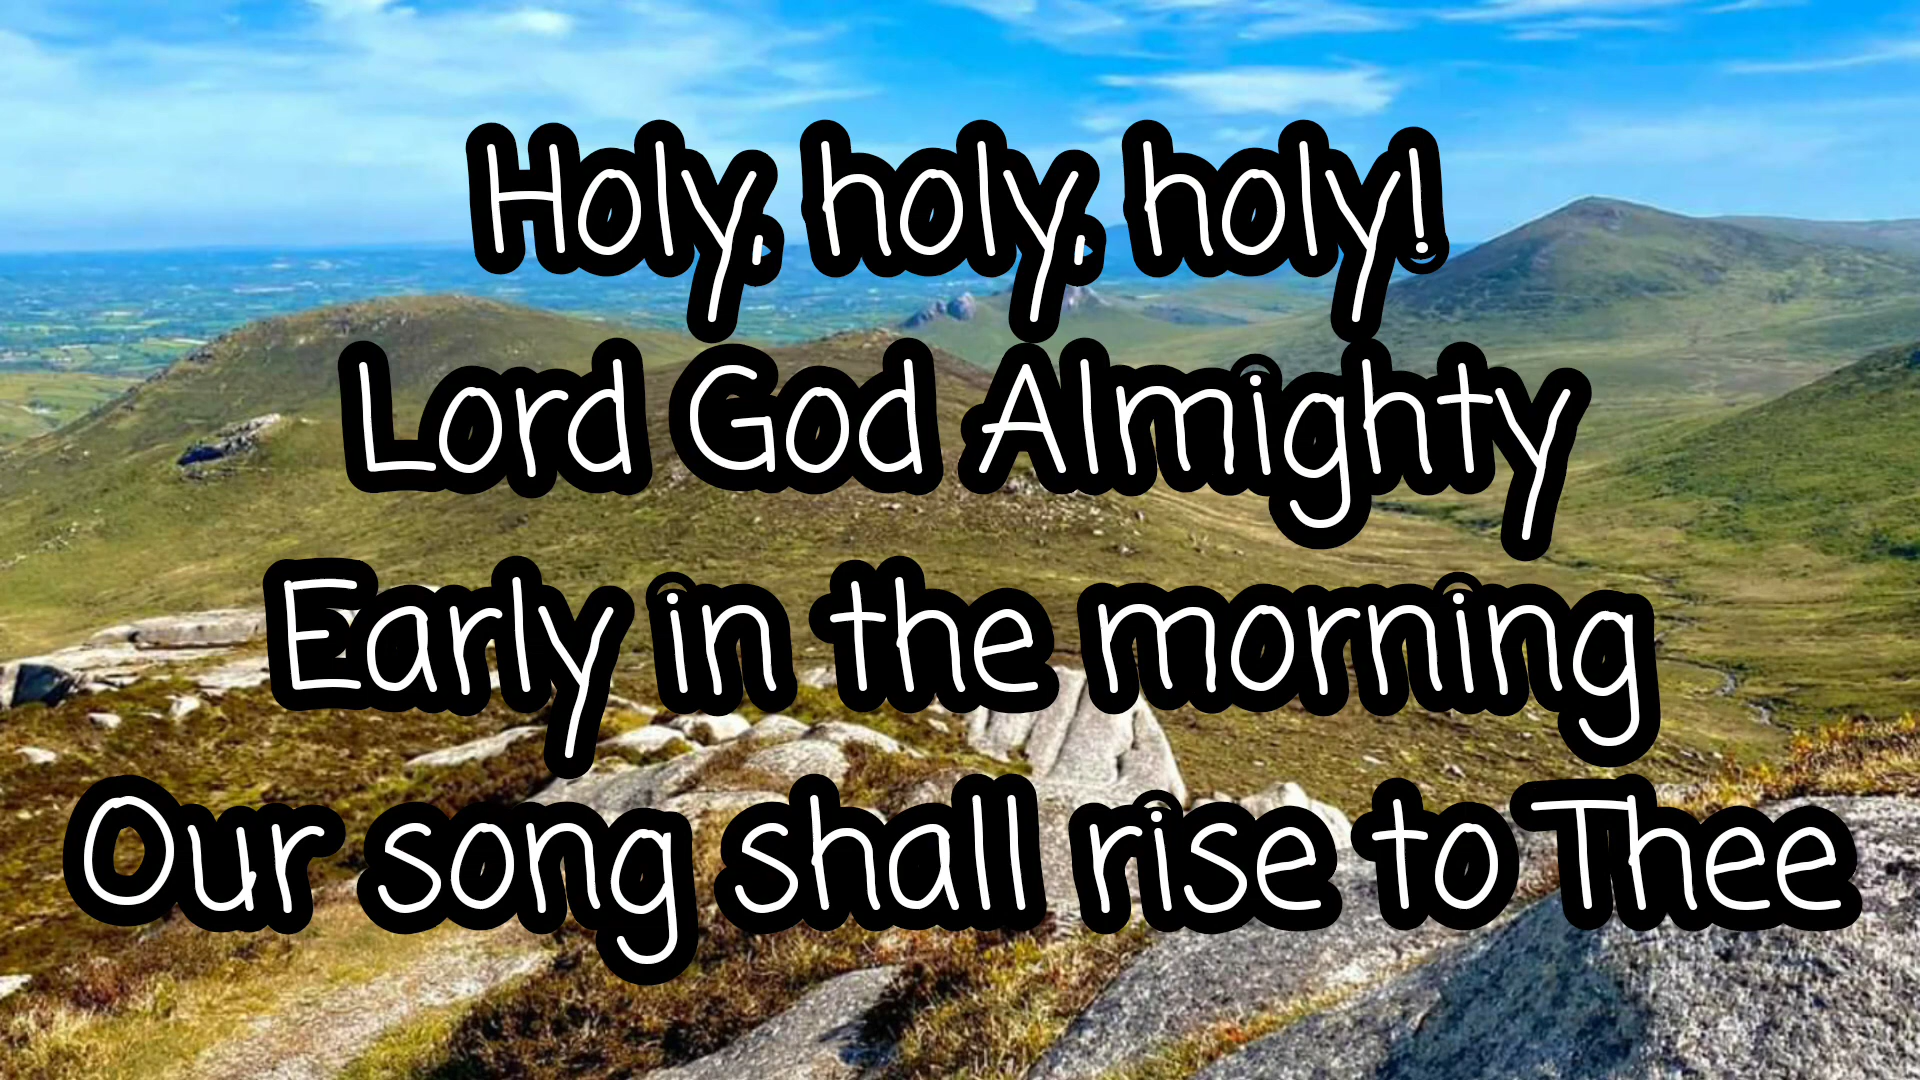 Holy, holy, holy!
Lord God Almighty
Early in the morning
Our song shall rise to Thee